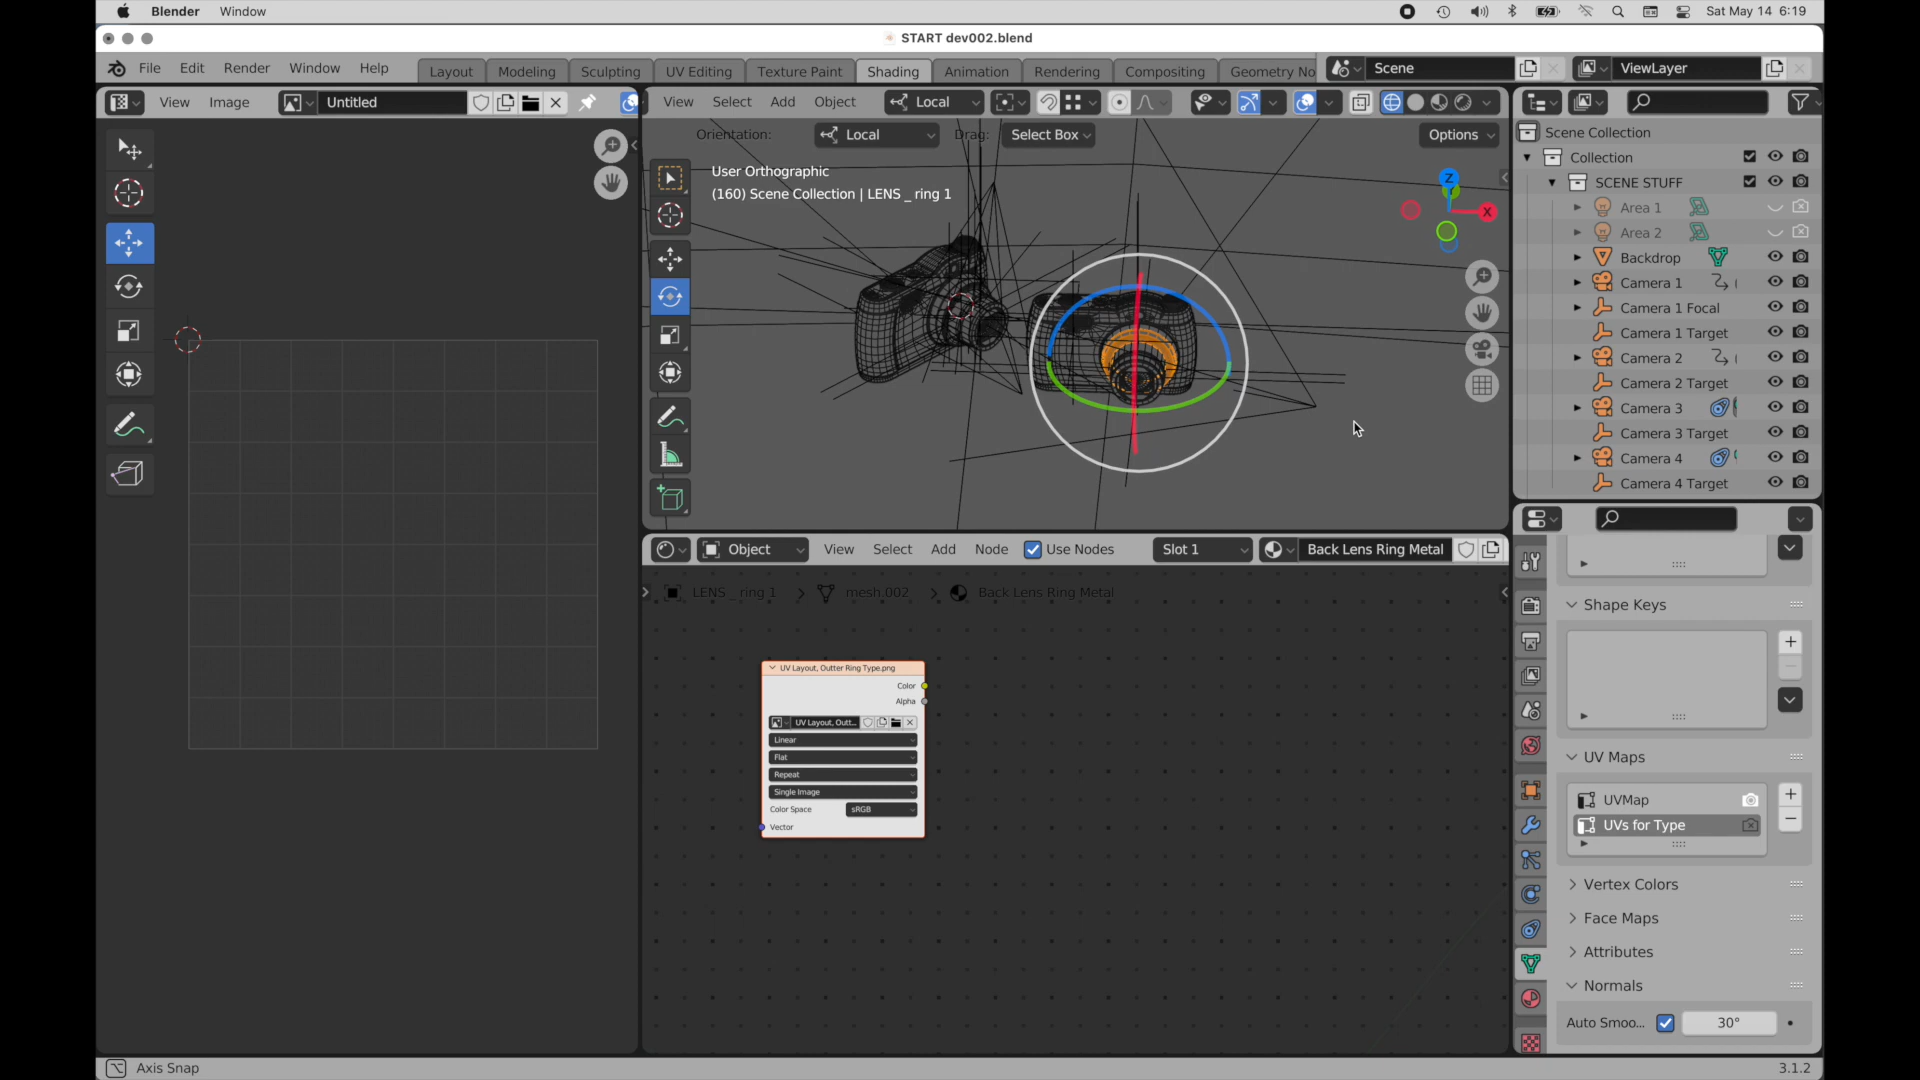 Blender Window Sat May 14 6:19
START dev002.blend
File Edit Render Window Help Layout Modeling Sculpting UV Editing Texture Paint Shading Animation Rendering Compositing Geometry No Scene ViewLayer
View Image Untitled View Select Add Object Local
Orientation: Local Drag: Select Box Options
User Orthographic
(160) Scene Collection | LENS _ ring 1
Z
X
Scene Collection
Collection
SCENE STUFF
Area 1
Area 2
Backdrop
Camera 1
Camera 1 Focal
Camera 1 Target
Camera 2
Camera 2 Target
Camera 3
Camera 3 Target
Camera 4
Camera 4 Target
Object View Select Add Node Use Nodes Slot 1 Back Lens Ring Metal
LENS _ ring 1 > mesh.002 > Back Lens Ring Metal
UV Layout, Outter Ring Type.png
Color
Alpha
UV Layout, Outt...
Linear
Flat
Repeat
Single Image
Color Space sRGB
Vector
Shape Keys
UV Maps
UVMap
UVs for Type
Vertex Colors
Face Maps
Attributes
Normals
Auto Smoo... 30°
Axis Snap 3.1.2